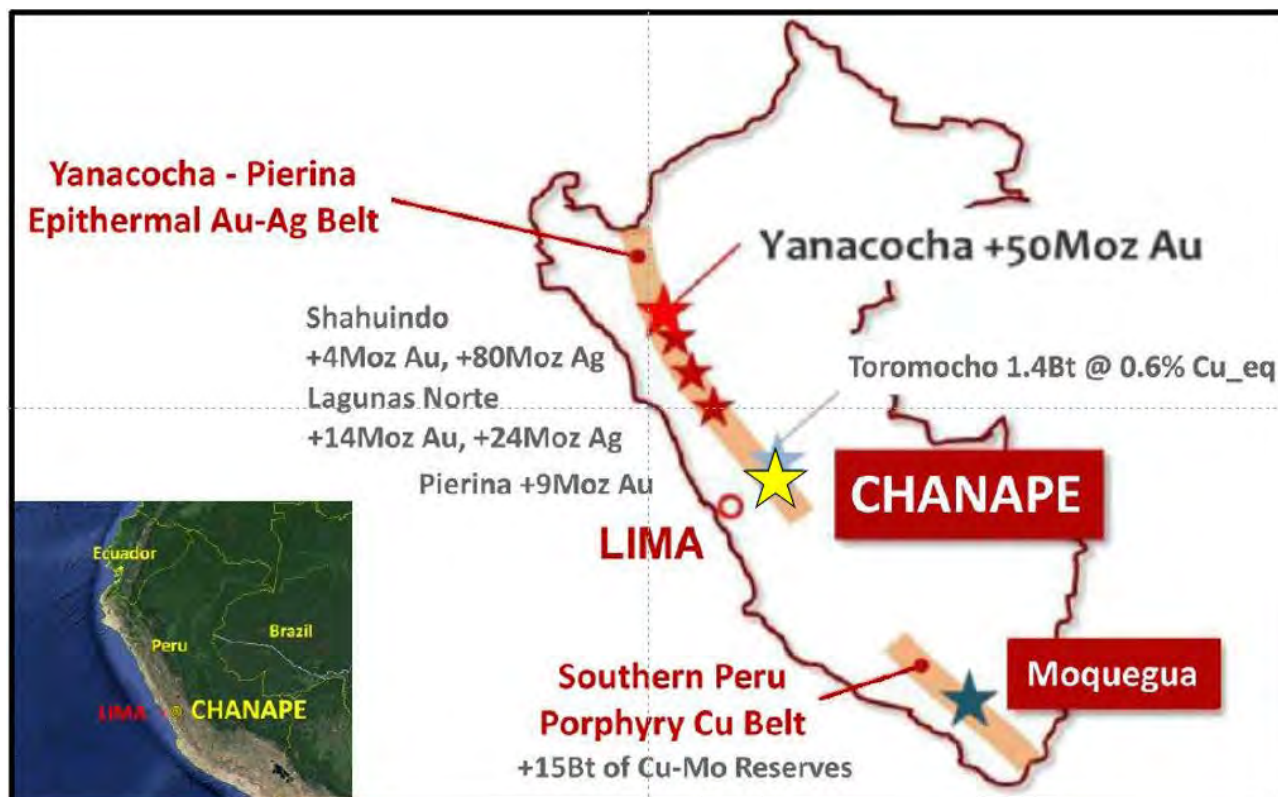 Yanacocha - Pierina
Epithermal Au-Ag Belt
Yanacocha +50Moz Au
Shahuindo
+4Moz Au, +80Moz Ag
Lagunas Norte
+14Moz Au, +24Moz Ag
Pierina +9Moz Au
Toromocho 1.4Bt @ 0.6% Cu_eq
CHANAPE
LIMA
Southern Peru
Porphyry Cu Belt
+15Bt of Cu-Mo Reserves
Moquegua
Ecuador
Peru
Brazil
LIMA
CHANAPE